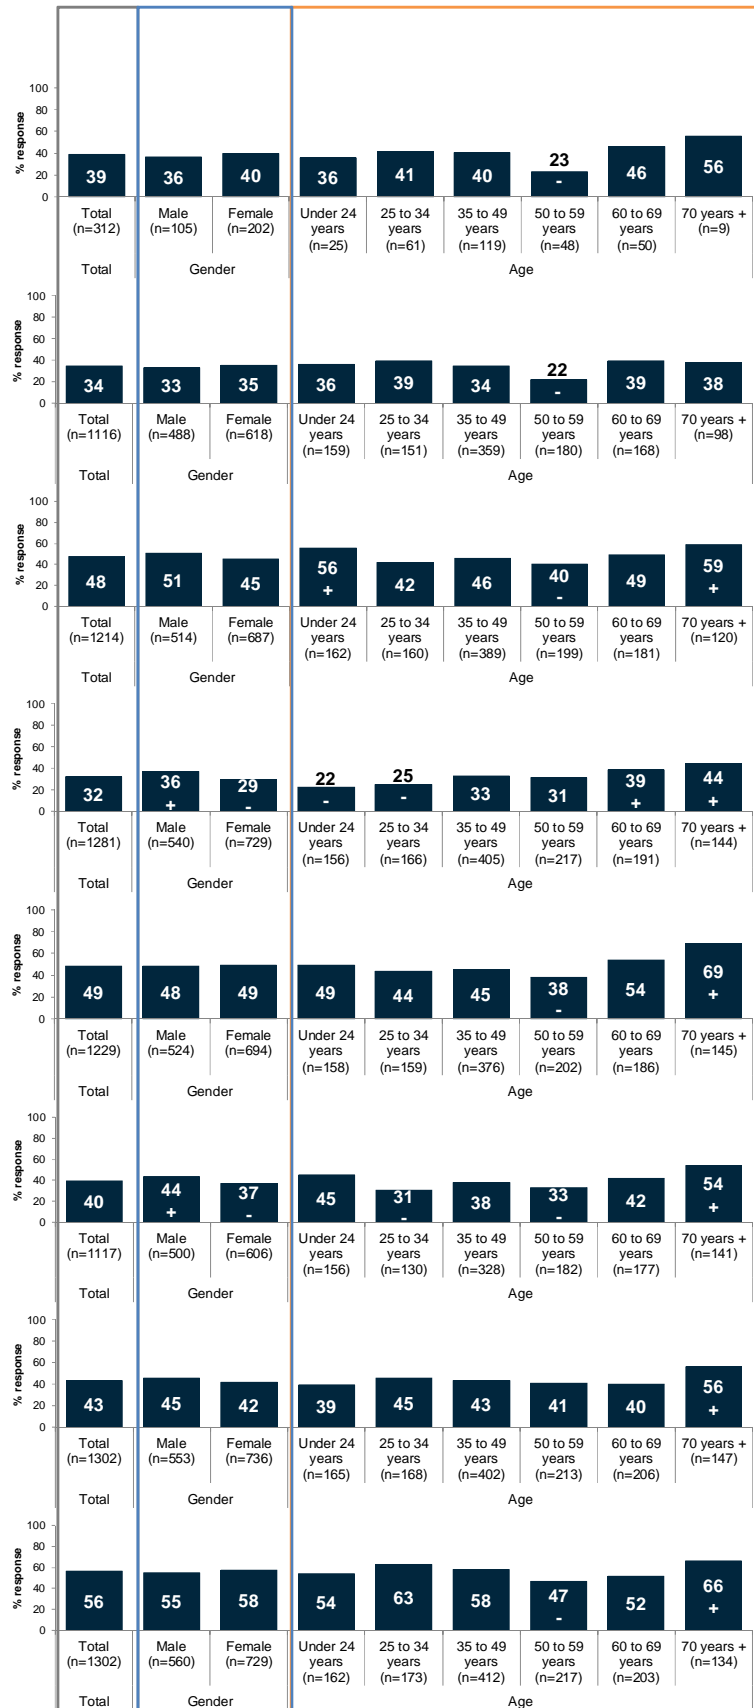 % response
100
80
60
40
20
0
39 36 40 36 41 40 23 - 46 56
Total (n=312) Male (n=105) Female (n=202) Under 24 years (n=25) 25 to 34 years (n=61) 35 to 49 years (n=119) 50 to 59 years (n=48) 60 to 69 years (n=50) 70 years + (n=9)
Total Gender Age
% response
100
80
60
40
20
0
34 33 35 36 39 34 22 - 39 38
Total (n=1116) Male (n=488) Female (n=618) Under 24 years (n=159) 25 to 34 years (n=151) 35 to 49 years (n=359) 50 to 59 years (n=180) 60 to 69 years (n=168) 70 years + (n=98)
Total Gender Age
% response
100
80
60
40
20
0
48 51 45 56 + 42 46 40 - 49 59 +
Total (n=1214) Male (n=514) Female (n=687) Under 24 years (n=162) 25 to 34 years (n=160) 35 to 49 years (n=389) 50 to 59 years (n=199) 60 to 69 years (n=181) 70 years + (n=120)
Total Gender Age
% response
100
80
60
40
20
0
32 36 + 29 - 22 - 25 - 33 31 39 + 44 +
Total (n=1281) Male (n=540) Female (n=729) Under 24 years (n=156) 25 to 34 years (n=166) 35 to 49 years (n=405) 50 to 59 years (n=217) 60 to 69 years (n=191) 70 years + (n=144)
Total Gender Age
% response
100
80
60
40
20
0
49 48 49 49 44 45 38 - 54 69 +
Total (n=1229) Male (n=524) Female (n=694) Under 24 years (n=158) 25 to 34 years (n=159) 35 to 49 years (n=376) 50 to 59 years (n=202) 60 to 69 years (n=186) 70 years + (n=145)
Total Gender Age
% response
100
80
60
40
20
0
40 44 + 37 - 45 31 - 38 33 - 42 54 +
Total (n=1117) Male (n=500) Female (n=606) Under 24 years (n=156) 25 to 34 years (n=130) 35 to 49 years (n=328) 50 to 59 years (n=182) 60 to 69 years (n=177) 70 years + (n=141)
Total Gender Age
% response
100
80
60
40
20
0
43 45 42 39 45 43 41 40 56 +
Total (n=1302) Male (n=553) Female (n=736) Under 24 years (n=165) 25 to 34 years (n=168) 35 to 49 years (n=402) 50 to 59 years (n=213) 60 to 69 years (n=206) 70 years + (n=147)
Total Gender Age
% response
100
80
60
40
20
0
56 55 58 54 63 58 47 - 52 66 +
Total (n=1302) Male (n=560) Female (n=729) Under 24 years (n=162) 25 to 34 years (n=173) 35 to 49 years (n=412) 50 to 59 years (n=217) 60 to 69 years (n=203) 70 years + (n=134)
Total Gender Age